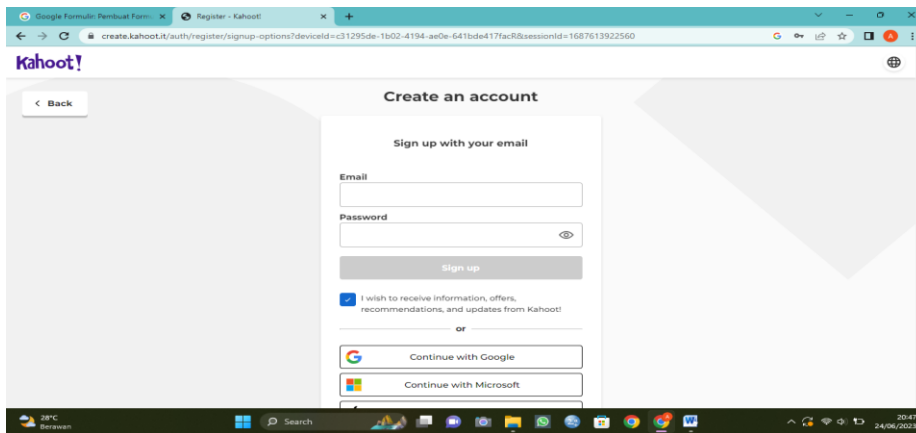 Google Formulir: Pembuat Form
Register - Kahoot!
create.kahoot.it/auth/register/signup-options?deviceId=c31295de-1b02-4194-ae0e-641bde417facR&sessionId=1687613922560
Kahoot!
Back
Create an account
Sign up with your email
Email
Password
Sign up
I wish to receive information, offers,
recommendations, and updates from Kahoot!
or
Continue with Google
Continue with Microsoft
28°C
Berawan
Search
20:47
24/06/2023